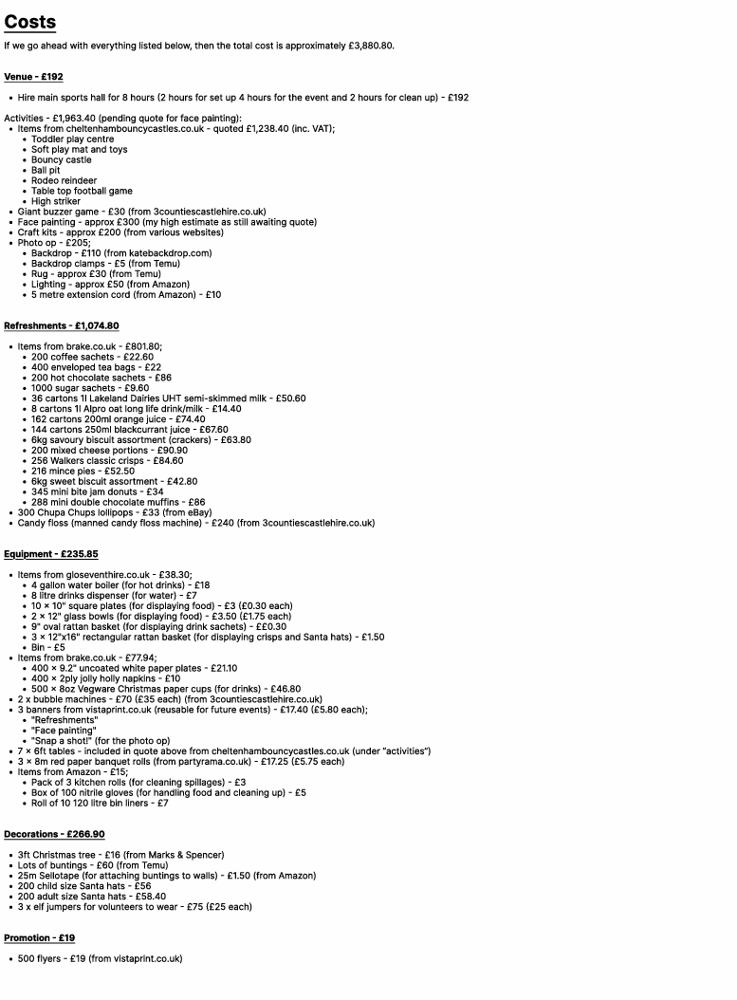 Costs
If we go ahead with everything listed below, then the total cost is approximately £3,880.80.
Venue - £192
• Hire main sports hall for 8 hours (2 hours for set up 4 hours for the event and 2 hours for clean up) - £192
Activities - £1,963.40 (pending quote for face painting):
• Items from cheltenhambouncycastles.co.uk - quoted £1,238.40 (inc. VAT);
• Toddler play centre
• Soft play mat and toys
• Bouncy castle
• Ball pit
• Rodeo reindeer
• Table top football game
• High striker
• Giant buzzer game - £30 (from 3countiescastlehire.co.uk)
• Face painting - approx £300 (my high estimate as still awaiting quote)
• Craft kits - approx £200 (from various websites)
• Photo op - £205;
• Backdrop - £110 (from katebackdrop.com)
• Backdrop clamps - £5 (from Temu)
• Rug - approx £30 (from Temu)
• Lighting - approx £50 (from Amazon)
• 5 metre extension cord (from Amazon) - £10
Refreshments - £1,074.80
• Items from brake.co.uk - £801.80;
• 200 coffee sachets - £22.60
• 400 enveloped tea bags - £22
• 200 hot chocolate sachets - £86
• 1000 sugar sachets - £9.60
• 36 cartons 1l Lakeland Dairies UHT semi-skimmed milk - £50.60
• 8 cartons 1l Alpro oat long life drink/milk - £14.40
• 162 cartons 200ml orange juice - £74.40
• 144 cartons 250ml blackcurrant juice - £67.60
• 6kg savoury biscuit assortment (crackers) - £63.80
• 200 mixed cheese portions - £90.90
• 256 Walkers classic crisps - £84.60
• 216 mince pies - £52.50
• 6kg sweet biscuit assortment - £42.80
• 345 mini bite jam donuts - £34
• 288 mini double chocolate muffins - £86
• 300 Chupa Chups lollipops - £33 (from eBay)
• Candy floss (manned candy floss machine) - £240 (from 3countiescastlehire.co.uk)
Equipment - £235.85
• Items from gloseventhire.co.uk - £38.30;
• 4 gallon water boiler (for hot drinks) - £18
• 8 litre drinks dispenser (for water) - £7
• 10 × 10" square plates (for displaying food) - £3 (£0.30 each)
• 2 × 12" glass bowls (for displaying food) - £3.50 (£1.75 each)
• 9" oval rattan basket (for displaying drink sachets) - ££0.30
• 3 × 12"x16" rectangular rattan basket (for displaying crisps and Santa hats) - £1.50
• Bin - £5
• Items from brake.co.uk - £77.94;
• 400 × 9.2" uncoated white paper plates - £21.10
• 400 × 2ply jolly holly napkins - £10
• 500 × 8oz Vegware Christmas paper cups (for drinks) - £46.80
• 2 x bubble machines - £70 (£35 each) (from 3countiescastlehire.co.uk)
• 3 banners from vistaprint.co.uk (reusable for future events) - £17.40 (£5.80 each);
• "Refreshments"
• "Face painting"
• "Snap a shot!" (for the photo op)
• 7 × 6ft tables - included in quote above from cheltenhambouncycastles.co.uk (under “activities”)
• 3 × 8m red paper banquet rolls (from partyrama.co.uk) - £17.25 (£5.75 each)
• Items from Amazon - £15;
• Pack of 3 kitchen rolls (for cleaning spillages) - £3
• Box of 100 nitrile gloves (for handling food and cleaning up) - £5
• Roll of 10 120 litre bin liners - £7
Decorations - £266.90
• 3ft Christmas tree - £16 (from Marks & Spencer)
• Lots of buntings - £60 (from Temu)
• 25m Sellotape (for attaching buntings to walls) - £1.50 (from Amazon)
• 200 child size Santa hats - £56
• 200 adult size Santa hats - £58.40
• 3 x elf jumpers for volunteers to wear - £75 (£25 each)
Promotion - £19
• 500 flyers - £19 (from vistaprint.co.uk)